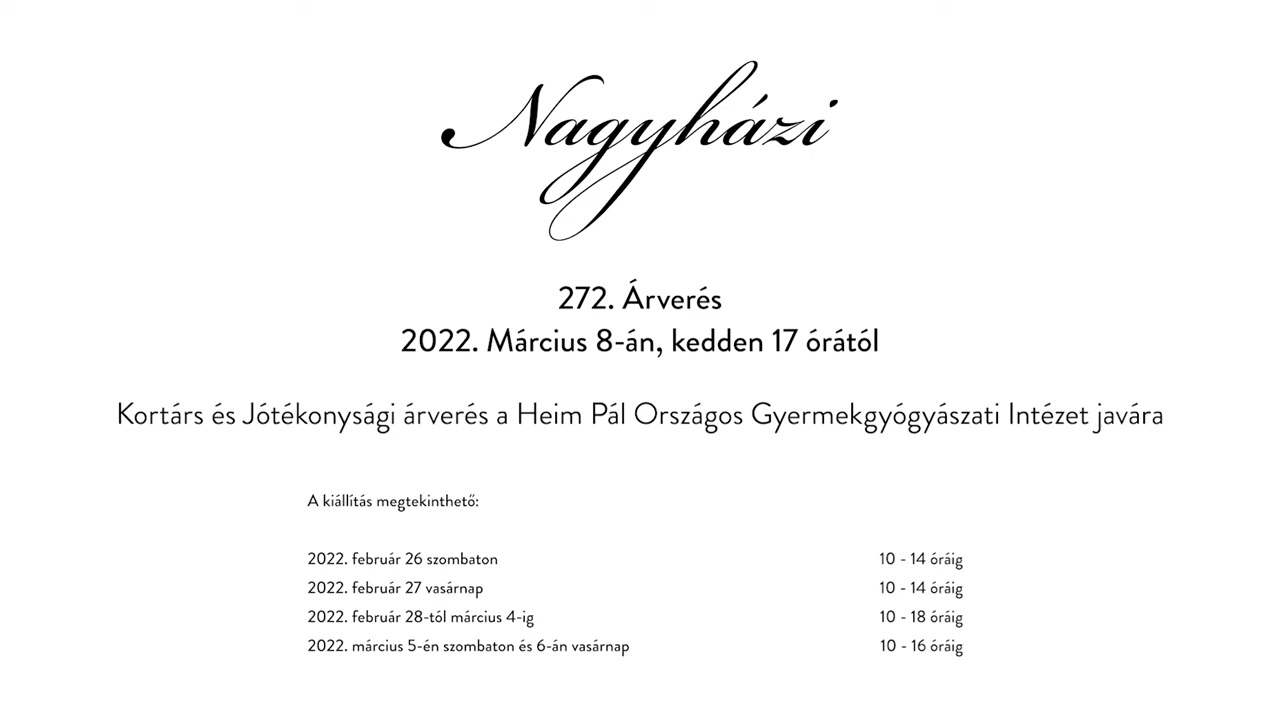 Nagyházi
272. Árverés
2022. Március 8-án, kedden 17 órától
Kortárs és Jótékonysági árverés a Heim Pál Országos Gyermekgyógyászati Intézet javára
A kiállítás megtekinthető:
2022. február 26 szombaton 10 - 14 óráig
2022. február 27 vasárnap 10 - 14 óráig
2022. február 28-tól március 4-ig 10 - 18 óráig
2022. március 5-én szombaton és 6-án vasárnap 10 - 16 óráig